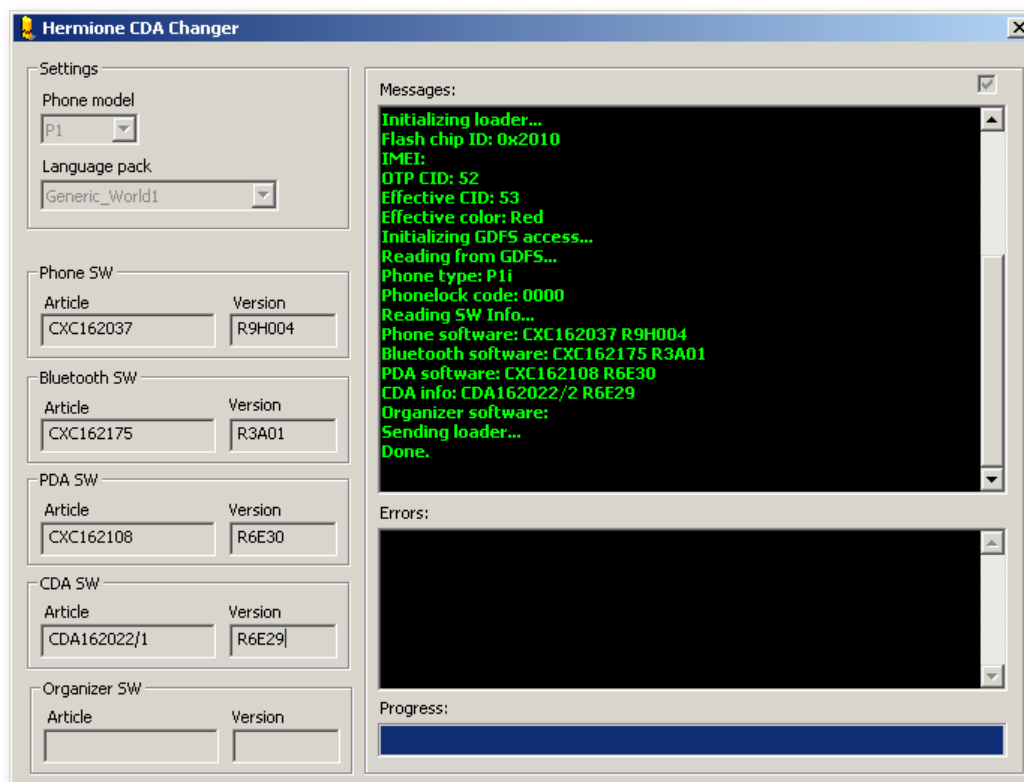 Hermione CDA Changer
Settings
Phone model
P1
Language pack
Generic_World1
Phone SW
Article Version
CXC162037 R9H004
Bluetooth SW
Article Version
CXC162175 R3A01
PDA SW
Article Version
CXC162108 R6E30
CDA SW
Article Version
CDA162022/1 R6E29
Organizer SW
Article Version
Messages:
Initializing loader...
Flash chip ID: 0x2010
IMEI:
OTP CID: 52
Effective CID: 53
Effective color: Red
Initializing GDFS access...
Reading from GDFS...
Phone type: P1i
Phonelock code: 0000
Reading SW Info...
Phone software: CXC162037 R9H004
Bluetooth software: CXC162175 R3A01
PDA software: CXC162108 R6E30
CDA info: CDA162022/2 R6E29
Organizer software:
Sending loader...
Done.
Errors:
Progress: